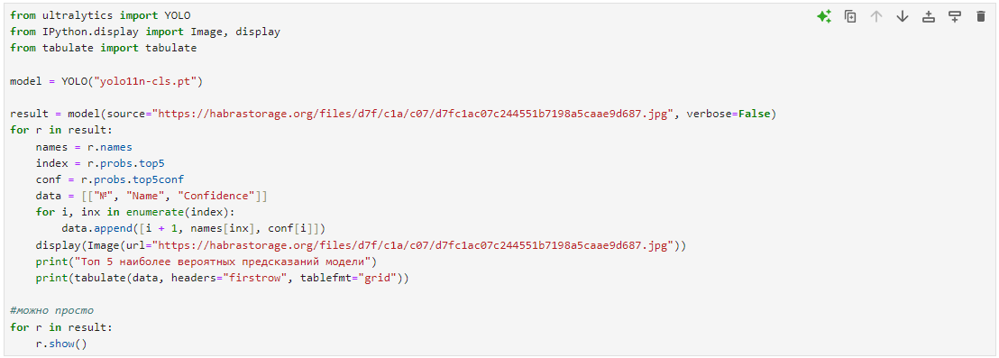 from ultralytics import YOLO
from IPython.display import Image, display
from tabulate import tabulate

model = YOLO("yolo11n-cls.pt")

result = model(source="https://habrastorage.org/files/d7f/c1a/c07/d7fc1ac07c244551b7198a5caae9d687.jpg", verbose=False)
for r in result:
    names = r.names
    index = r.probs.top5
    conf = r.probs.top5conf
    data = [["№", "Name", "Confidence"]]
    for i, inx in enumerate(index):
        data.append([i + 1, names[inx], conf[i]])
    display(Image(url="https://habrastorage.org/files/d7f/c1a/c07/d7fc1ac07c244551b7198a5caae9d687.jpg"))
    print("Топ 5 наиболее вероятных предсказаний модели")
    print(tabulate(data, headers="firstrow", tablefmt="grid"))

#можно просто
for r in result:
    r.show()